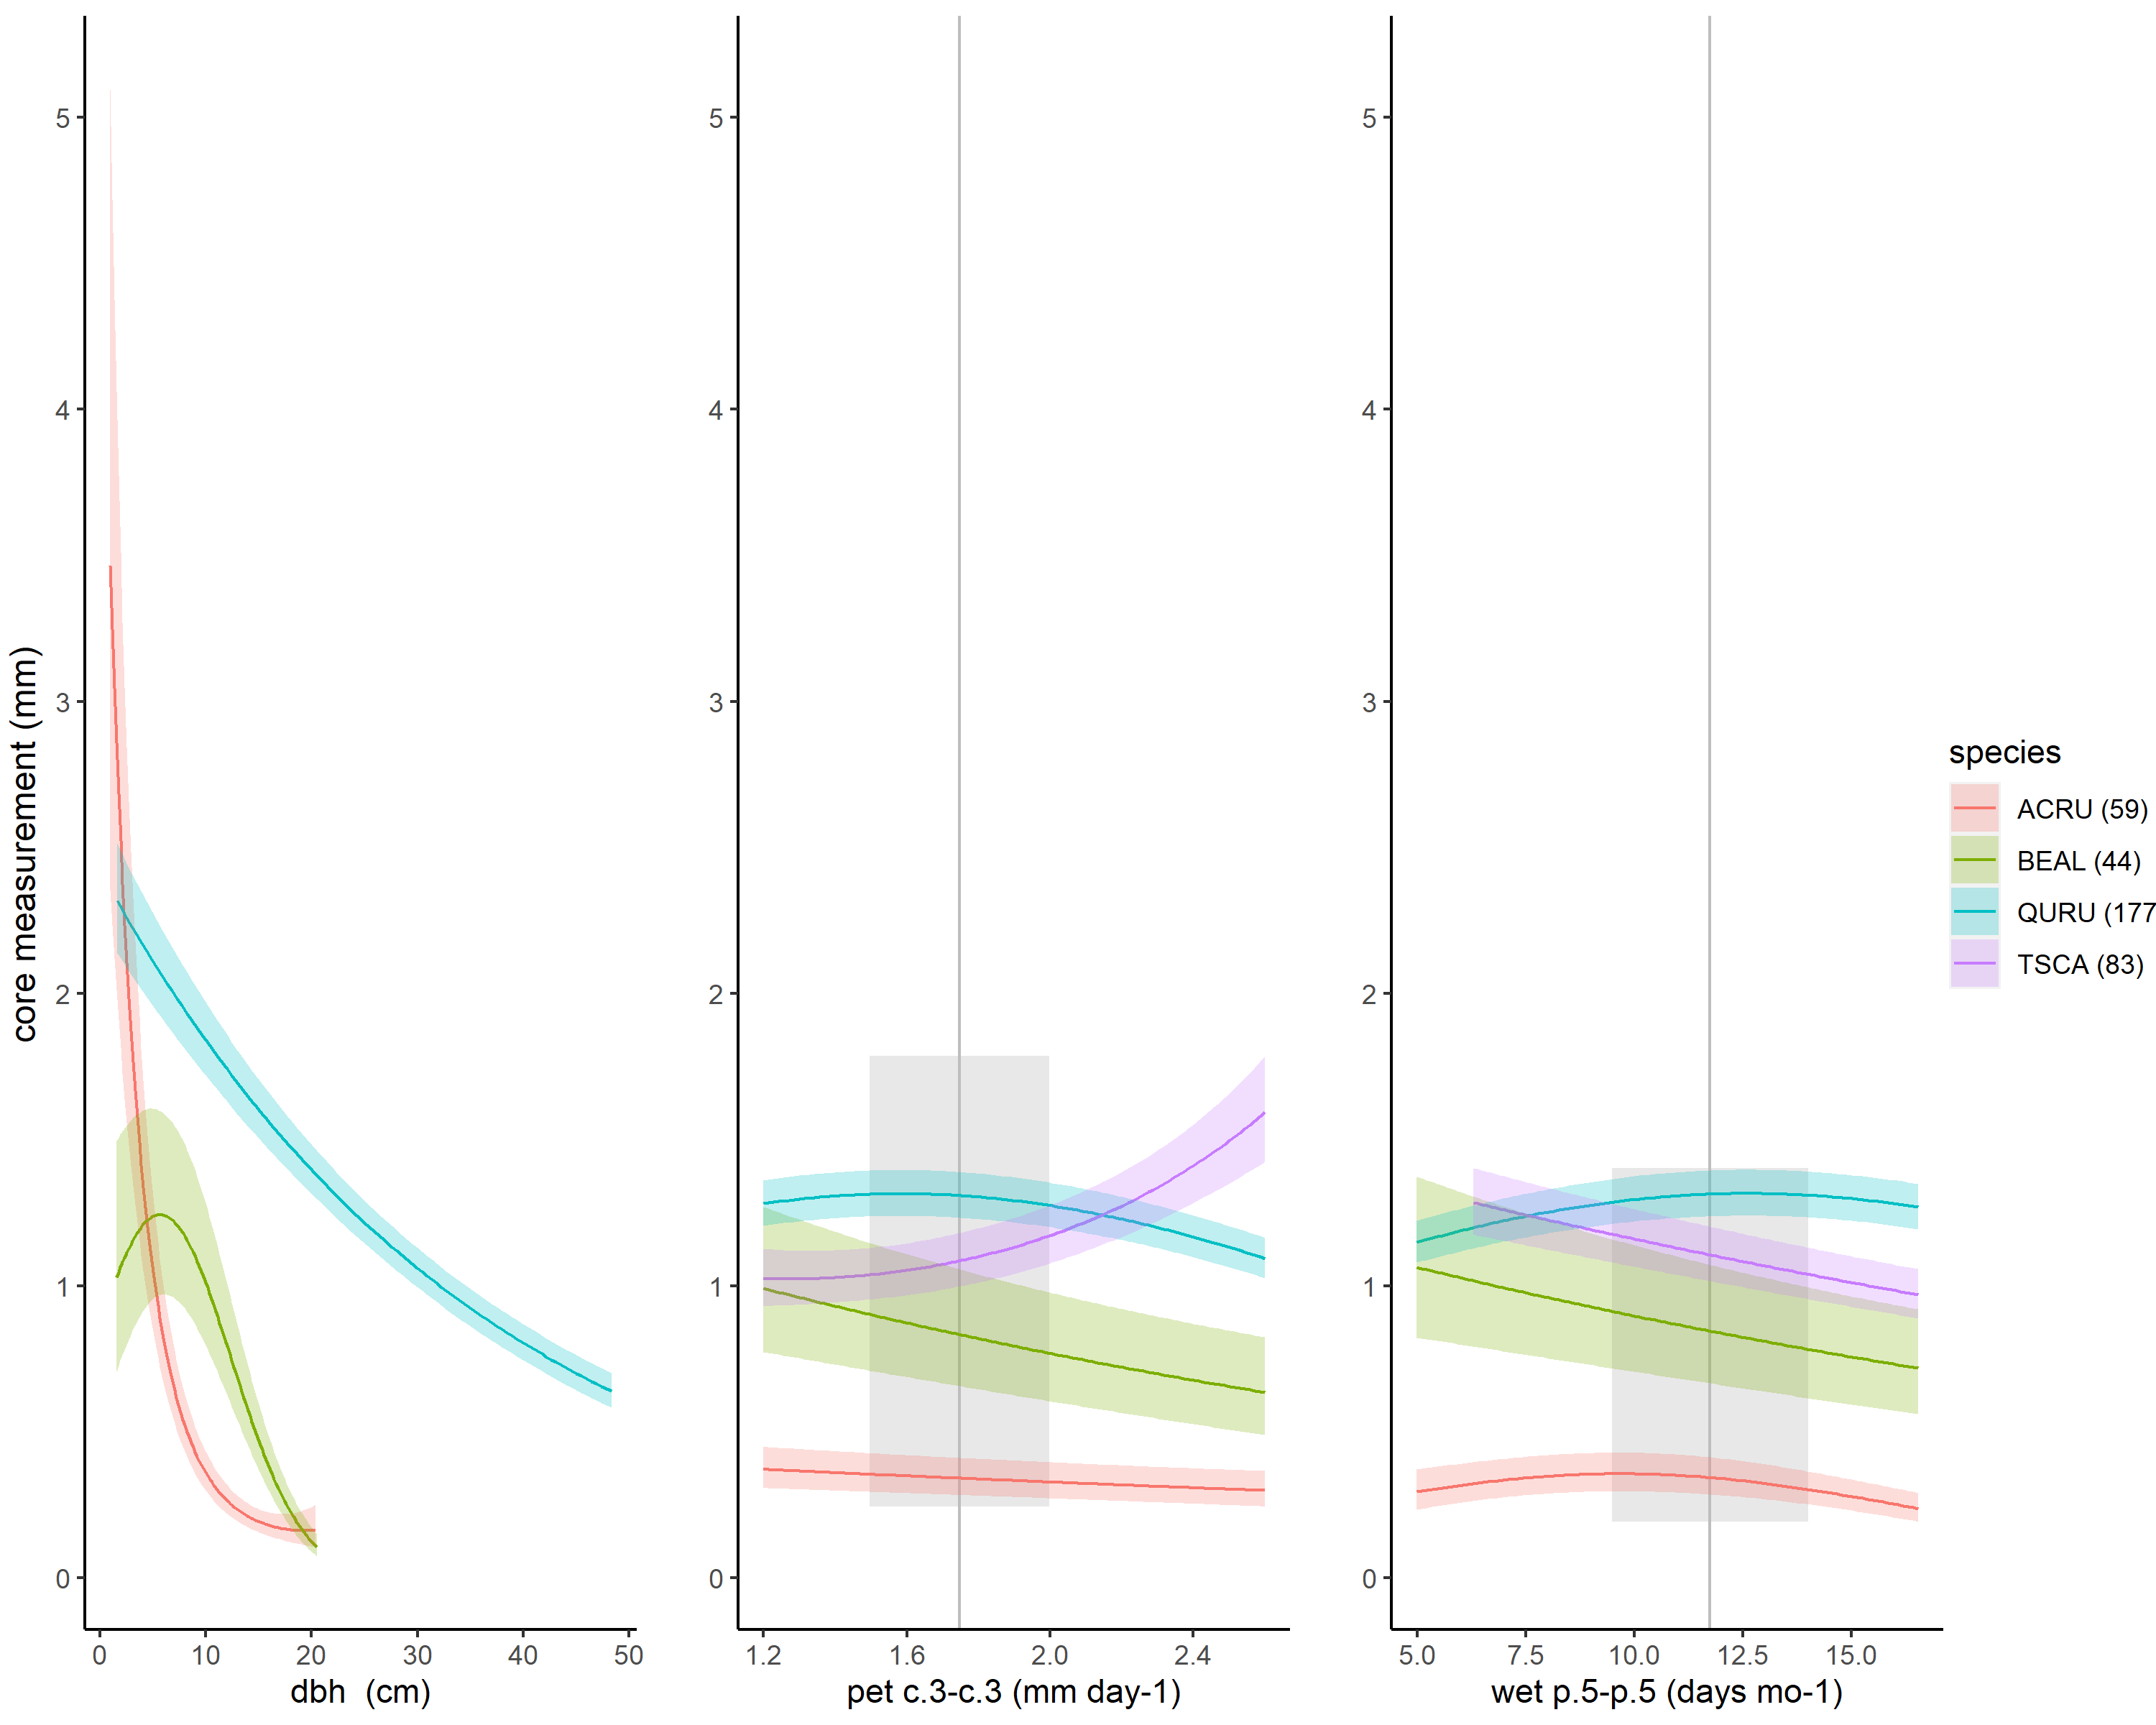 core measurement (mm)
5
4
3
2
1
0
0 10 20 30 40 50
dbh (cm)
5
4
3
2
1
0
1.2 1.6 2.0 2.4
pet c.3-c.3 (mm day-1)
5
4
3
2
1
0
5.0 7.5 10.0 12.5 15.0
wet p.5-p.5 (days mo-1)
species
ACRU (59)
BEAL (44)
QURU (177
TSCA (83)